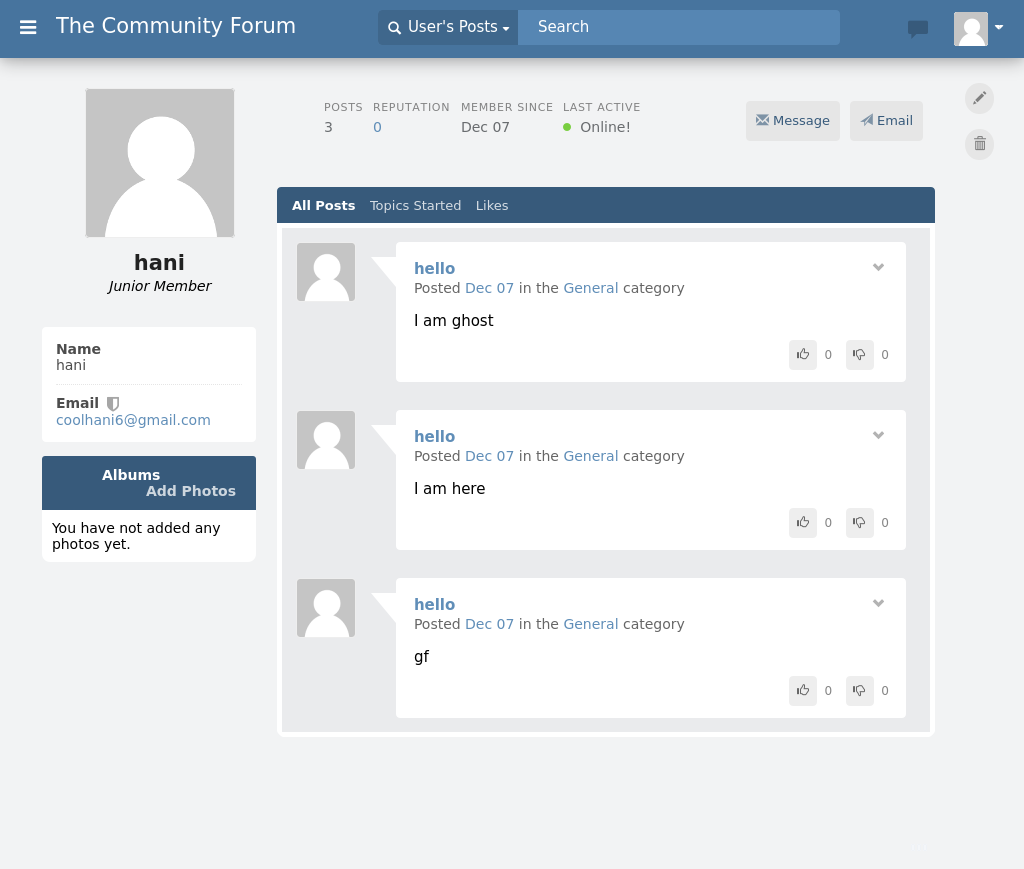 The Community Forum
User's Posts
Search
POSTS
3
REPUTATION
0
MEMBER SINCE
Dec 07
LAST ACTIVE
Online!
Message
Email
hani
Junior Member
Name
hani
Email
coolhani6@gmail.com
Albums
Add Photos
You have not added any
photos yet.
All Posts Topics Started Likes
hello
Posted Dec 07 in the General category
I am ghost
0 0
hello
Posted Dec 07 in the General category
I am here
0 0
hello
Posted Dec 07 in the General category
gf
0 0